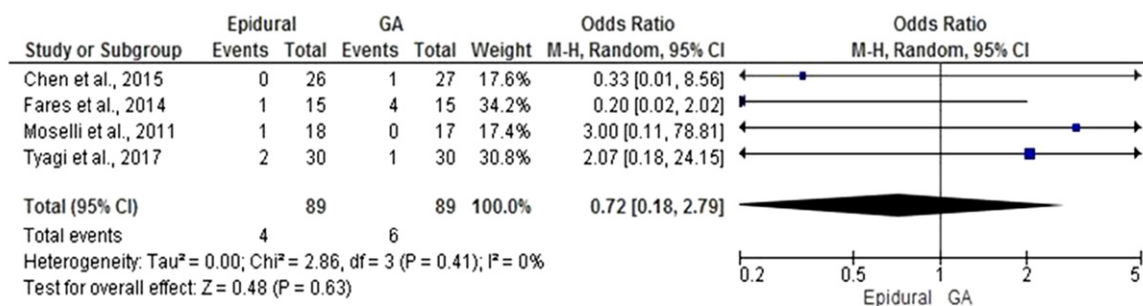 Epidural GA Odds Ratio Odds Ratio
Study or Subgroup Events Total Events Total Weight M-H, Random, 95% CI M-H, Random, 95% CI
Chen et al., 2015 0 26 1 27 17.6% 0.33 [0.01, 8.56]
Fares et al., 2014 1 15 4 15 34.2% 0.20 [0.02, 2.02]
Moselli et al., 2011 1 18 0 17 17.4% 3.00 [0.11, 78.81]
Tyagi et al., 2017 2 30 1 30 30.8% 2.07 [0.18, 24.15]
Total (95% CI) 89 89 100.0% 0.72 [0.18, 2.79]
Total events 4 6
Heterogeneity: Tau² = 0.00; Chi² = 2.86, df = 3 (P = 0.41); I² = 0%
Test for overall effect: Z = 0.48 (P = 0.63)
0.2 0.5 1 2 5
Epidural GA